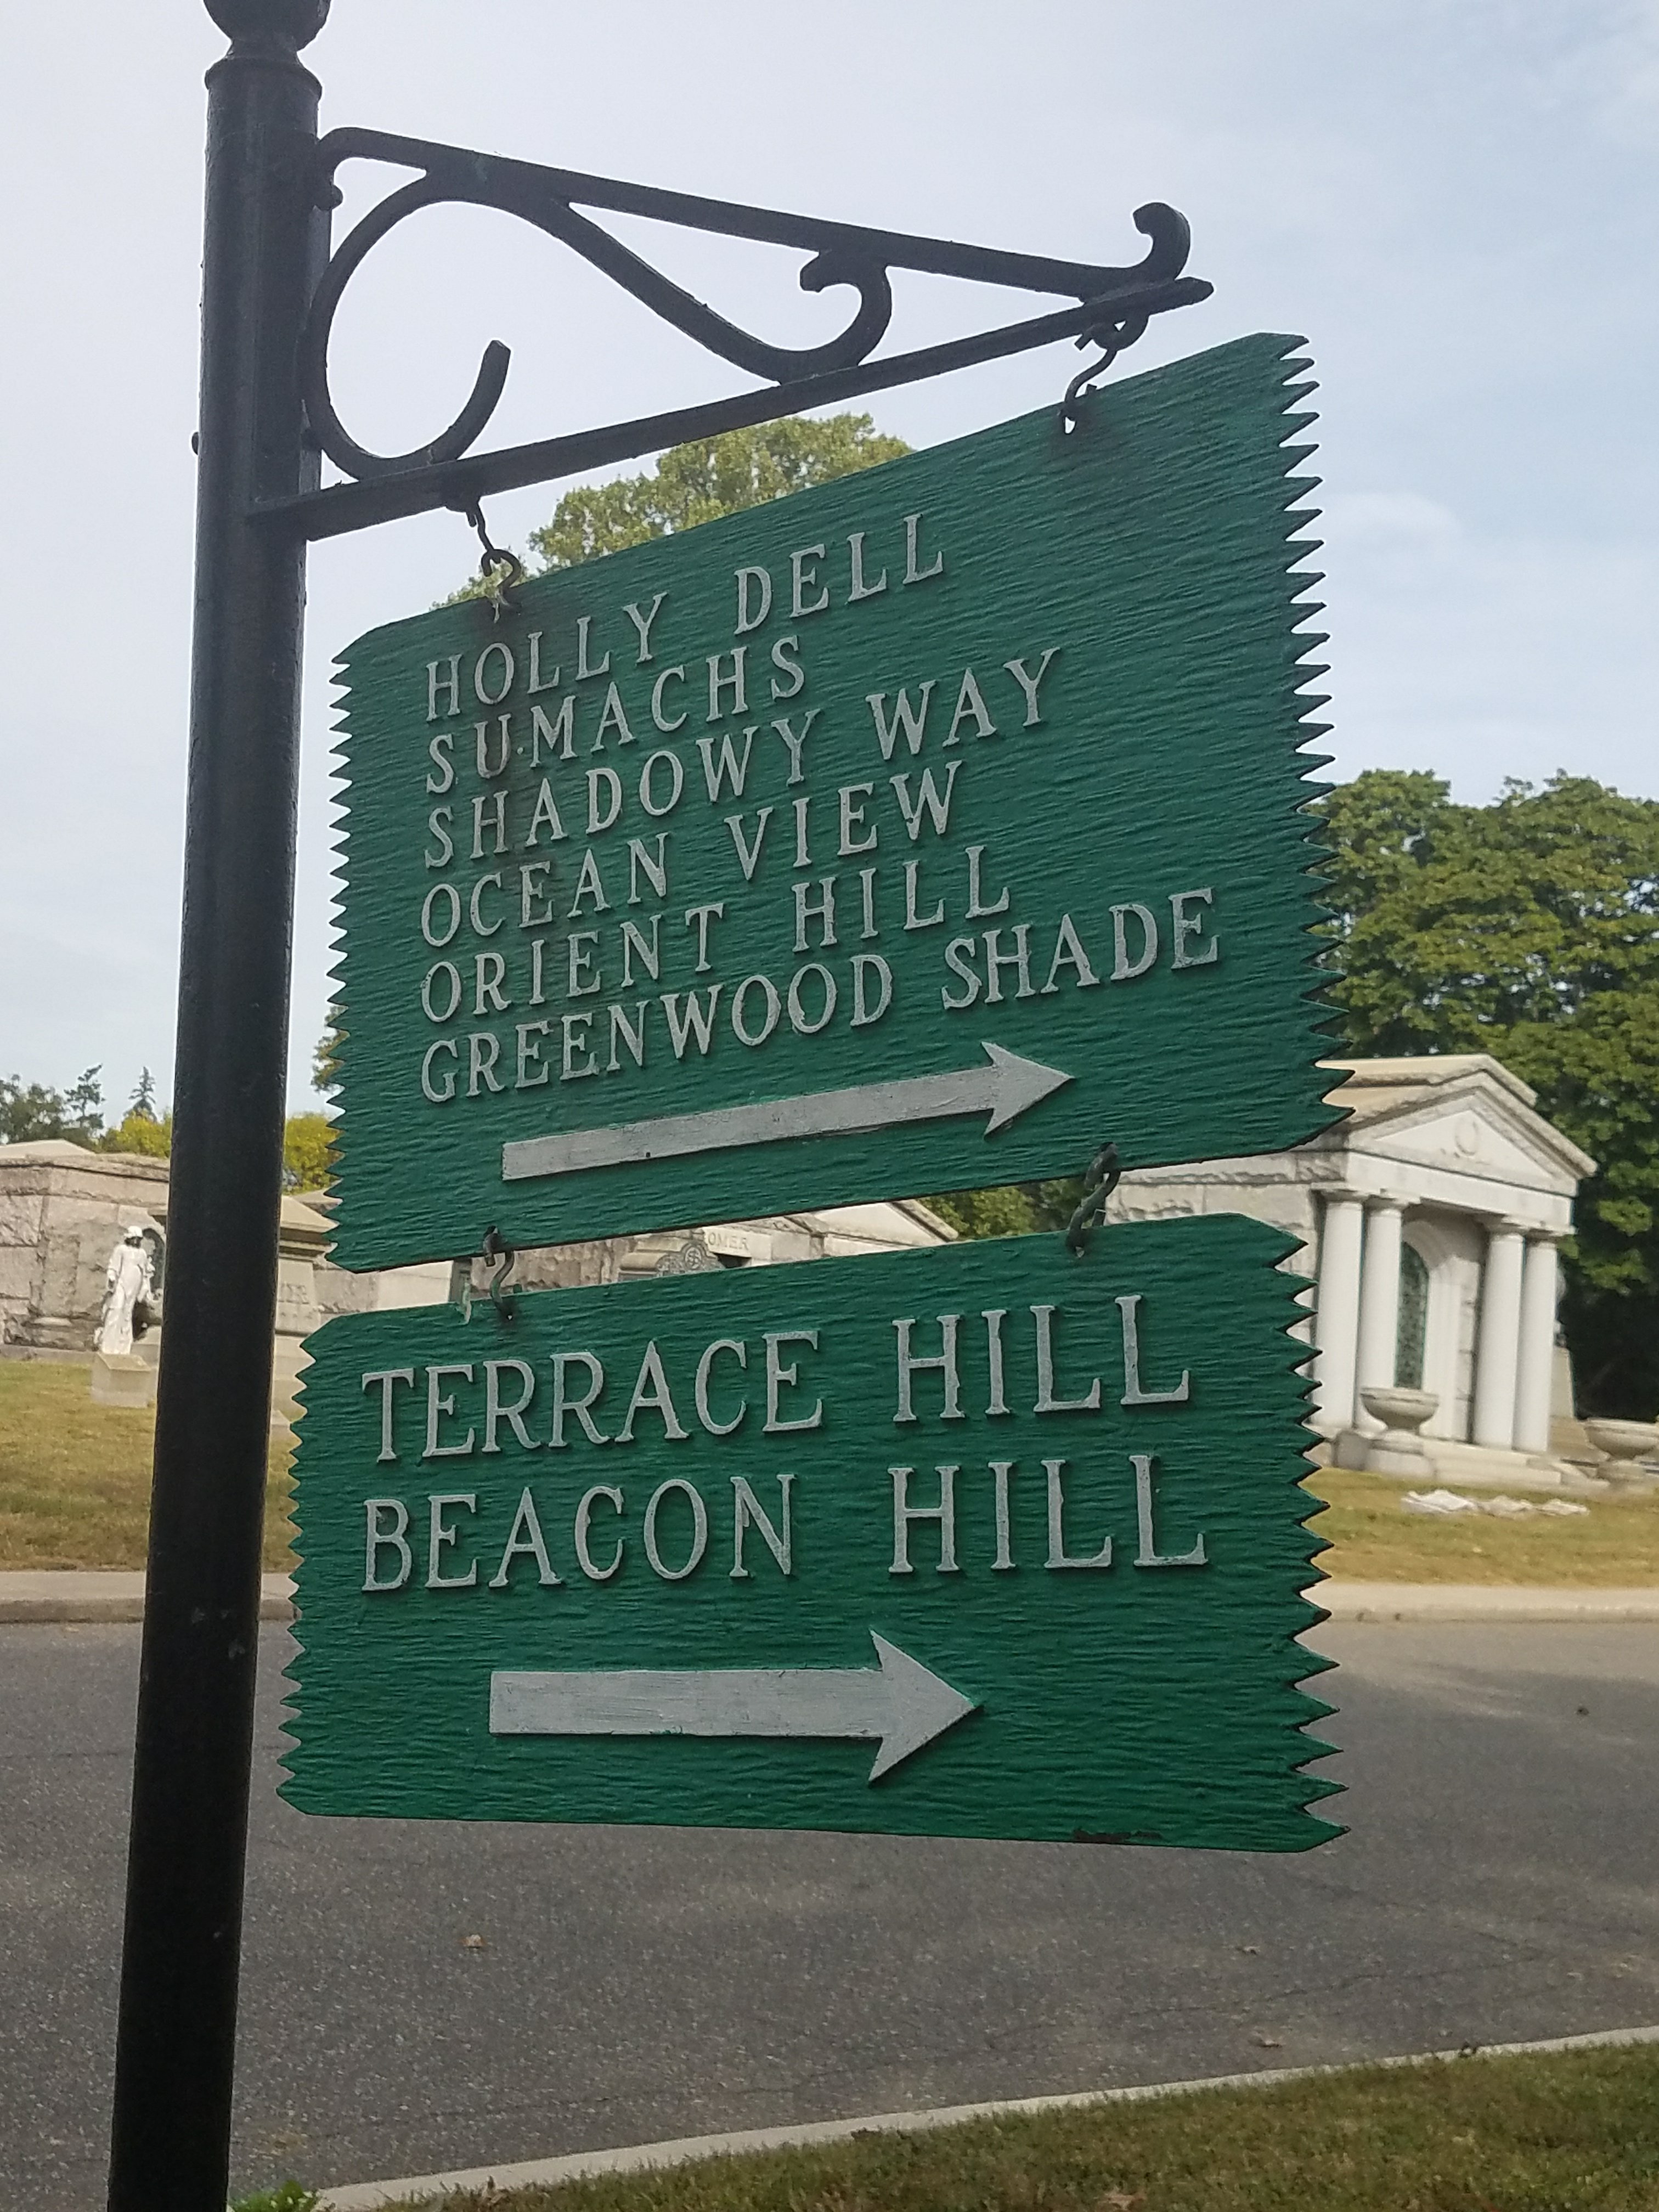 HOLLY DELL
SUMACHS
SHADOWY WAY
OCEAN VIEW
ORIENT HILL
GREENWOOD SHADE
TERRACE HILL
BEACON HILL